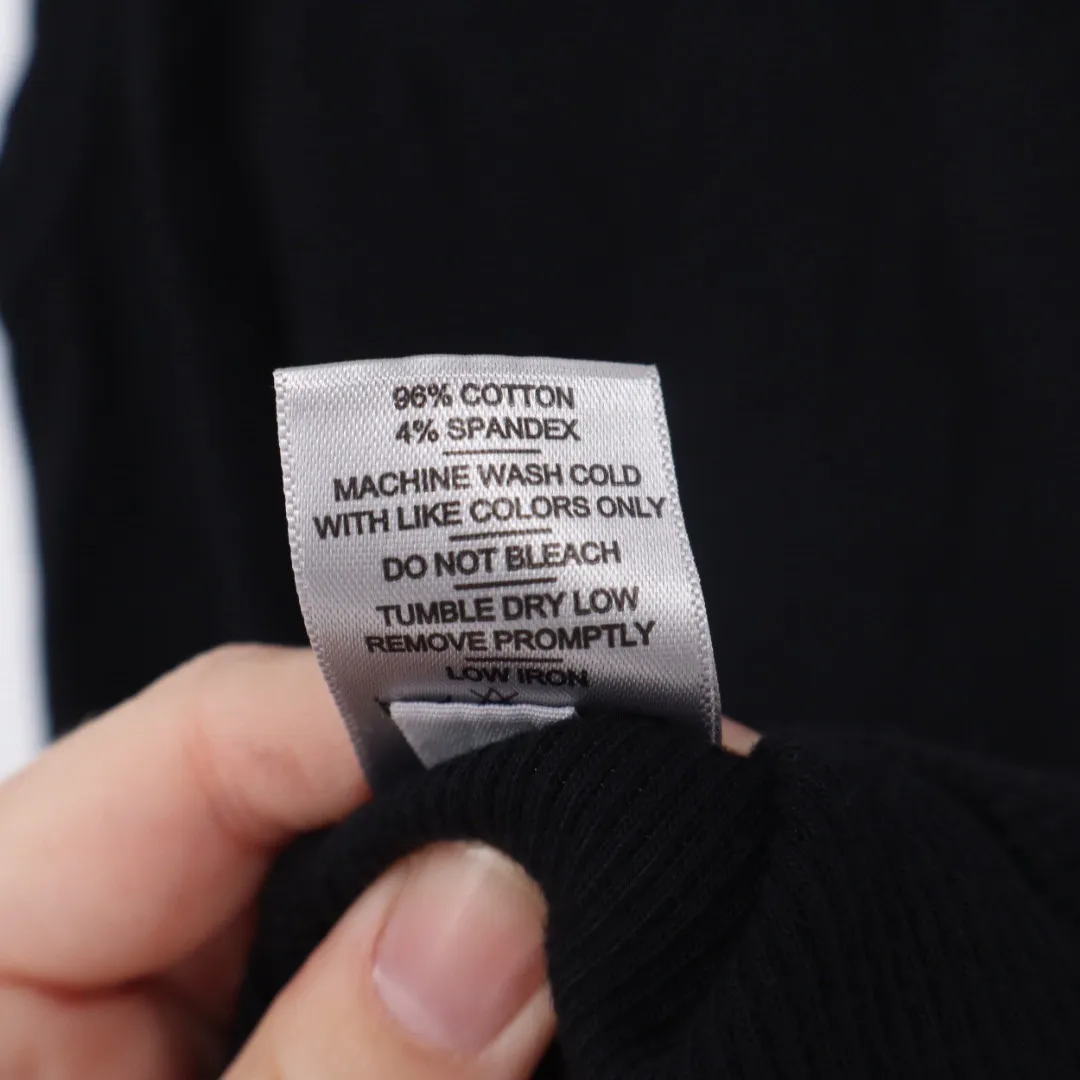 96% COTTON
4% SPANDEX
MACHINE WASH COLD
WITH LIKE COLORS ONLY
DO NOT BLEACH
TUMBLE DRY LOW
REMOVE PROMPTLY
LOW IRON